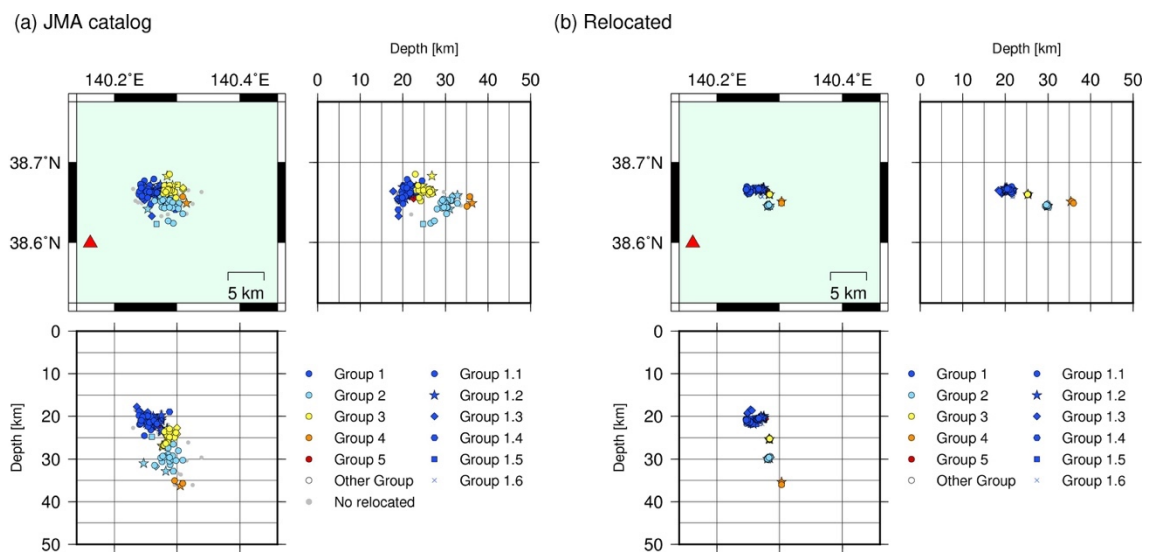 (a) JMA catalog
Depth [km]
140.2˚E 140.4˚E
0 10 20 30 40 50
38.7˚N
38.6˚N
5 km
0
10
20
30
40
50
Depth [km]
Group 1 Group 1.1
Group 2 Group 1.2
Group 3 Group 1.3
Group 4 Group 1.4
Group 5 Group 1.5
Other Group Group 1.6
No relocated
(b) Relocated
Depth [km]
140.2˚E 140.4˚E
0 10 20 30 40 50
38.7˚N
38.6˚N
5 km
0
10
20
30
40
50
Depth [km]
Group 1 Group 1.1
Group 2 Group 1.2
Group 3 Group 1.3
Group 4 Group 1.4
Group 5 Group 1.5
Other Group Group 1.6